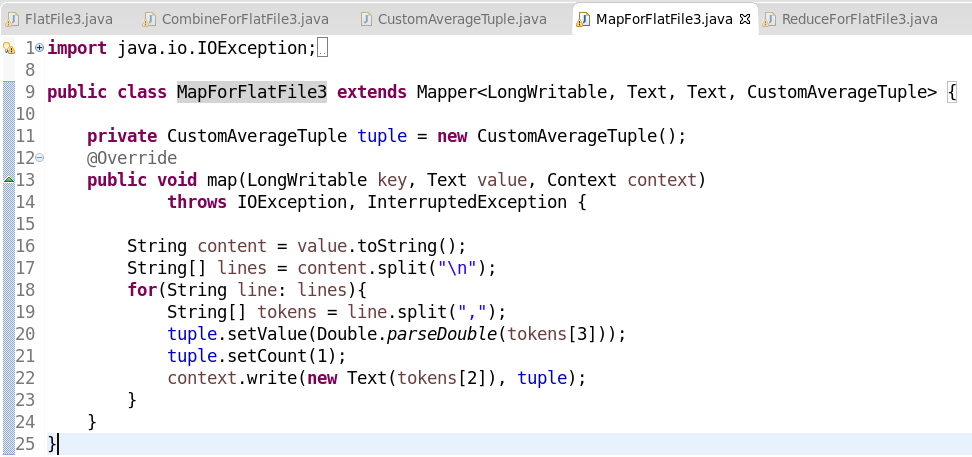 FlatFile3.java CombineForFlatFile3.java CustomAverageTuple.java MapForFlatFile3.java ReduceForFlatFile3.java
1 import java.io.IOException;
8
9 public class MapForFlatFile3 extends Mapper<LongWritable, Text, Text, CustomAverageTuple> {
10
11 private CustomAverageTuple tuple = new CustomAverageTuple();
12 @Override
13 public void map(LongWritable key, Text value, Context context)
14 throws IOException, InterruptedException {
15
16 String content = value.toString();
17 String[] lines = content.split("\n");
18 for(String line: lines){
19 String[] tokens = line.split(",");
20 tuple.setValue(Double.parseDouble(tokens[3]));
21 tuple.setCount(1);
22 context.write(new Text(tokens[2]), tuple);
23 }
24 }
25 }